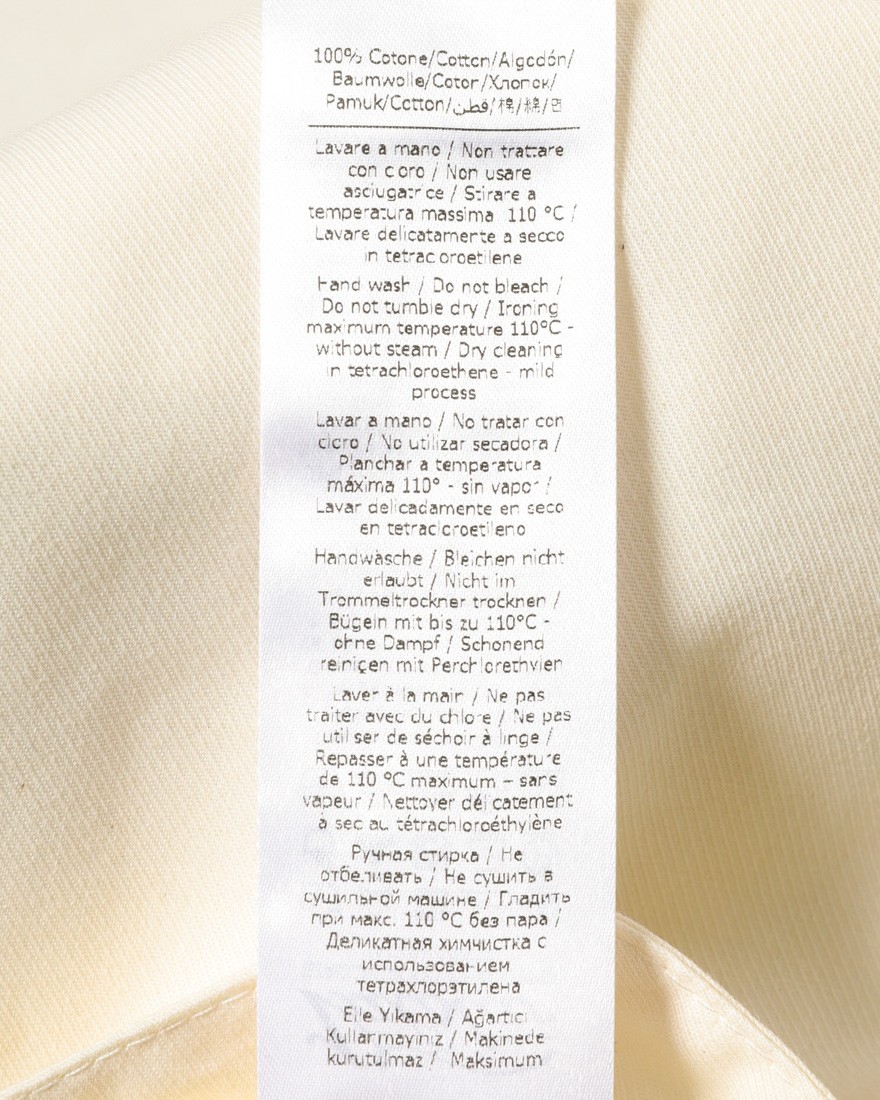 100% Cotone/Cotton/Algodón/
Baumwolle/Coton/Хлопок/
Pamuk/Cotton/قطن/棉/綿/면
Lavare a mano / Non trattare
con cloro / Non usare
asciugatrice / Stirare a
temperatura massima 110 °C /
Lavare delicatamente a secco
in tetracloroetilene
Hand wash / Do not bleach /
Do not tumble dry / Ironing
maximum temperature 110°C -
without steam / Dry cleaning
in tetrachloroethene - mild
process
Lavar a mano / No tratar con
cloro / No utilizar secadora /
Planchar a temperatura
máxima 110° - sin vapor /
Lavar delicadamente en seco
en tetracloroetileno
Handwäsche / Bleichen nicht
erlaubt / Nicht im
Trommeltrockner trocknen /
Bügeln mit bis zu 110°C -
ohne Dampf / Schonend
reinigen mit Perchlorethylen
Laver à la main / Ne pas
traiter avec du chlore / Ne pas
utiliser de séchoir à linge /
Repasser à une température
de 110 °C maximum – sans
vapeur / Nettoyer délicatement
à sec au tétrachloroéthylène
Ручная стирка / Не
отбеливать / Не сушить в
сушильной машине / Гладить
при макс. 110 °C без пара /
Деликатная химчистка с
использованием
тетрахлорэтилена
Elle Yıkama / Ağartıcı
Kullanmayınız / Makinede
kurutulmaz / Maksimum